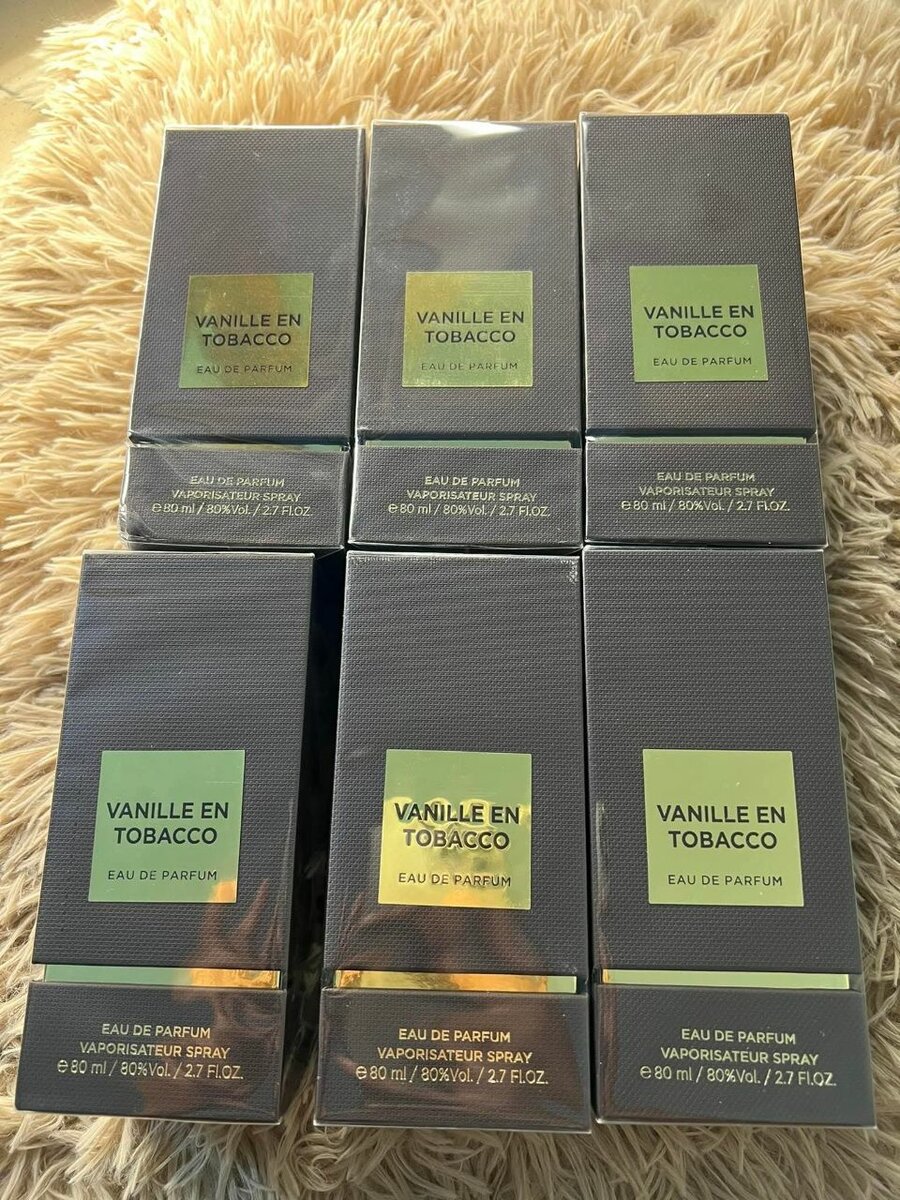 VANILLE EN
TOBACCO
EAU DE PARFUM
EAU DE PARFUM
VAPORISATEUR SPRAY
℮ 80 ml / 80%Vol. / 2.7 Fl.OZ.
VANILLE EN
TOBACCO
EAU DE PARFUM
EAU DE PARFUM
VAPORISATEUR SPRAY
℮ 80 ml / 80%Vol. / 2.7 Fl.OZ.
VANILLE EN
TOBACCO
EAU DE PARFUM
EAU DE PARFUM
VAPORISATEUR SPRAY
℮ 80 ml / 80%Vol. / 2.7 Fl.OZ.
VANILLE EN
TOBACCO
EAU DE PARFUM
EAU DE PARFUM
VAPORISATEUR SPRAY
℮ 80 ml / 80%Vol. / 2.7 Fl.OZ.
VANILLE EN
TOBACCO
EAU DE PARFUM
EAU DE PARFUM
VAPORISATEUR SPRAY
℮ 80 ml / 80%Vol. / 2.7 Fl.OZ.
VANILLE EN
TOBACCO
EAU DE PARFUM
EAU DE PARFUM
VAPORISATEUR SPRAY
℮ 80 ml / 80%Vol. / 2.7 Fl.OZ.